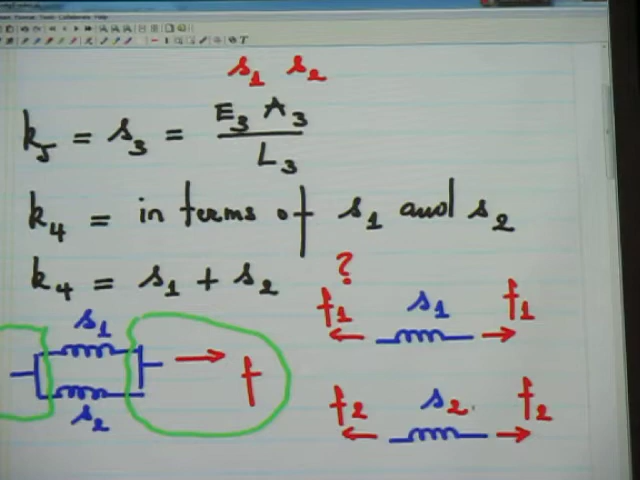 s₁ s₂
k₅ = s₃ = E₃ A₃ / L₃
k₄ = in terms of s₁ and s₂
k₄ = s₁ + s₂
?
s₁
f
s₂
f₁ s₁ f₁
f₂ s₂ f₂